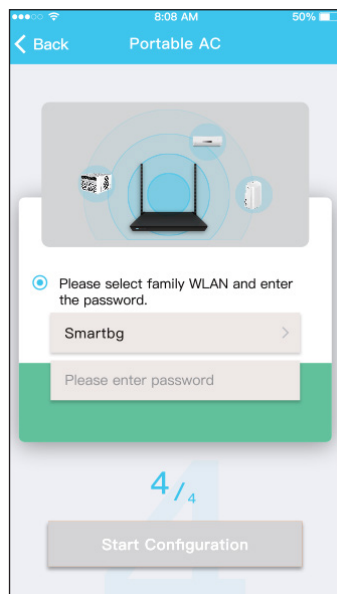 8:08 AM 50%
Back Portable AC
Please select family WLAN and enter
the password.
Smartbg
Please enter password
4/4
4
Start Configuration